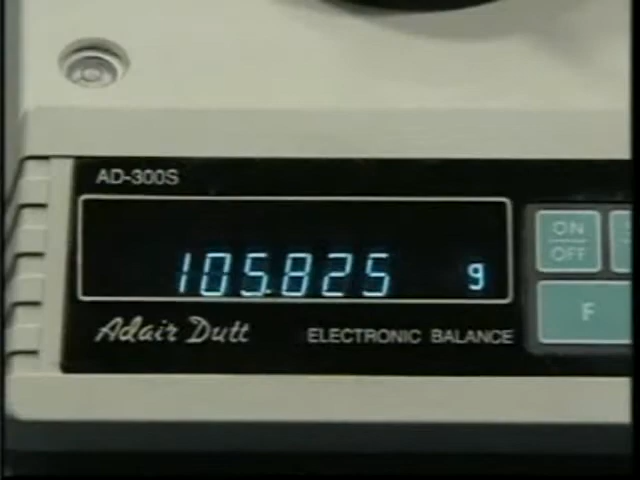 AD-300S
105.825 g
Adair Dutt ELECTRONIC BALANCE
ON
OFF
F